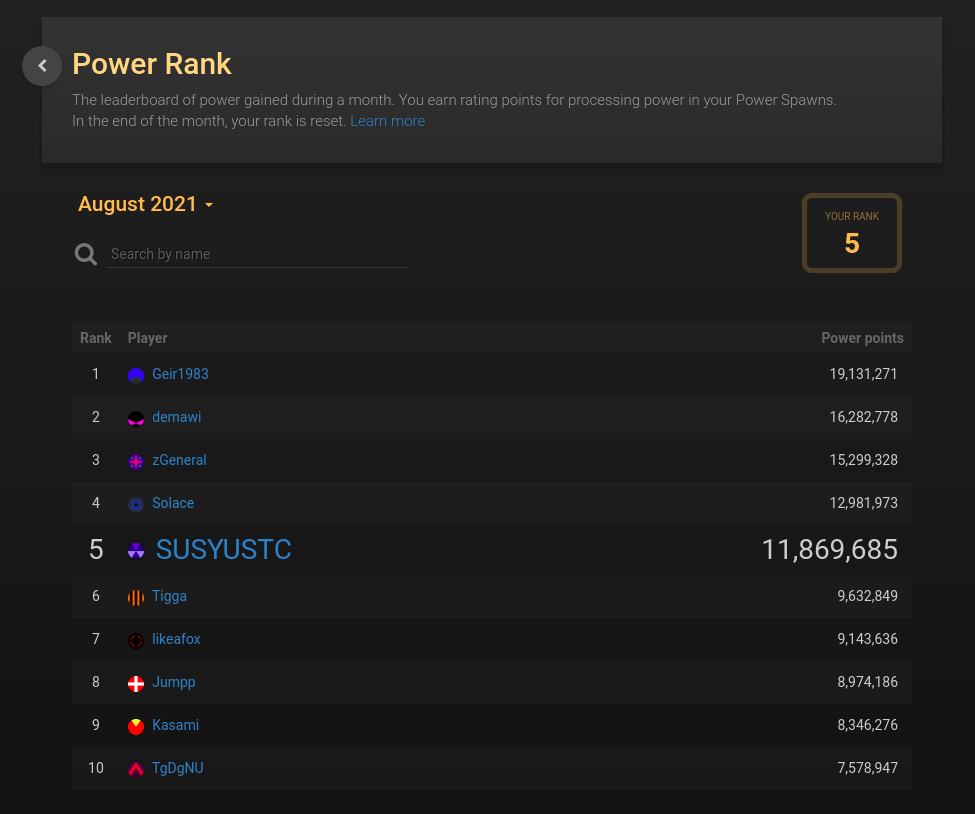 Power Rank
The leaderboard of power gained during a month. You earn rating points for processing power in your Power Spawns.
In the end of the month, your rank is reset. Learn more
August 2021
YOUR RANK
5
Search by name
Rank Player Power points
1 Geir1983 19,131,271
2 demawi 16,282,778
3 zGeneral 15,299,328
4 Solace 12,981,973
5 SUSYUSTC 11,869,685
6 Tigga 9,632,849
7 likeafox 9,143,636
8 Jumpp 8,974,186
9 Kasami 8,346,276
10 TgDgNU 7,578,947